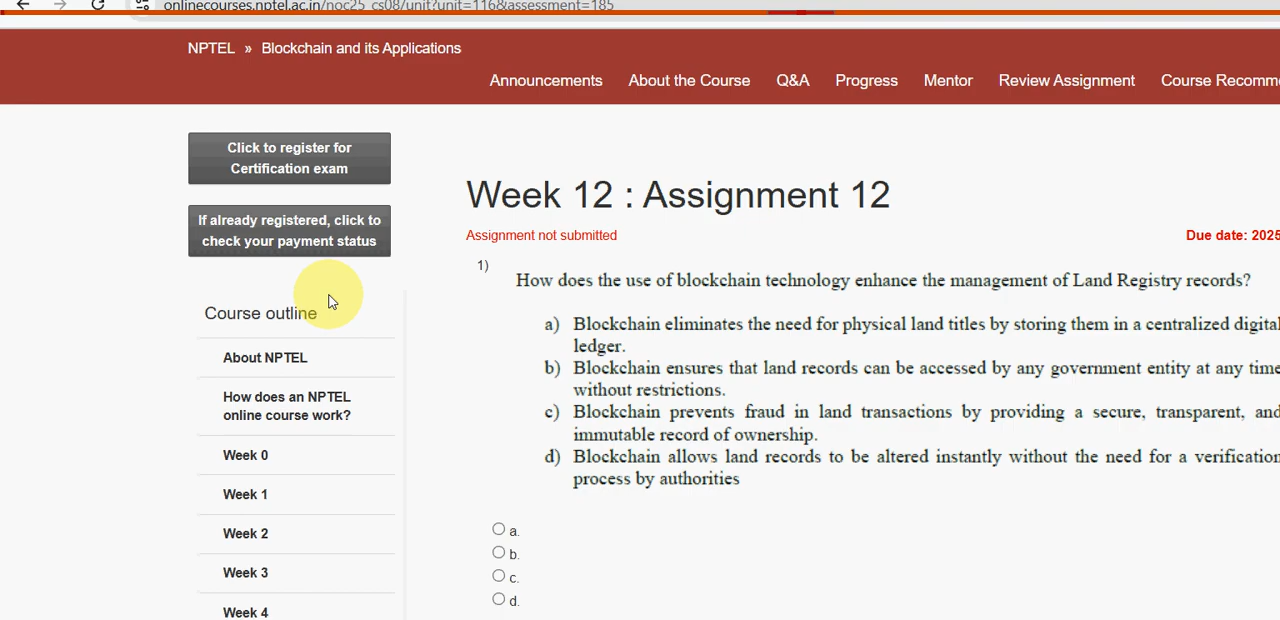 onlinecourses.nptel.ac.in/noc25_cs08/unit?unit=116&assessment=185
NPTEL » Blockchain and its Applications
Announcements About the Course Q&A Progress Mentor Review Assignment Course Recomm
Click to register for
Certification exam
If already registered, click to
check your payment status
Course outline
About NPTEL
How does an NPTEL
online course work?
Week 0
Week 1
Week 2
Week 3
Week 4
Week 12 : Assignment 12
Assignment not submitted
Due date: 2025
1)
How does the use of blockchain technology enhance the management of Land Registry records?
a) Blockchain eliminates the need for physical land titles by storing them in a centralized digital
ledger.
b) Blockchain ensures that land records can be accessed by any government entity at any time
without restrictions.
c) Blockchain prevents fraud in land transactions by providing a secure, transparent, and
immutable record of ownership.
d) Blockchain allows land records to be altered instantly without the need for a verification
process by authorities
a.
b.
c.
d.